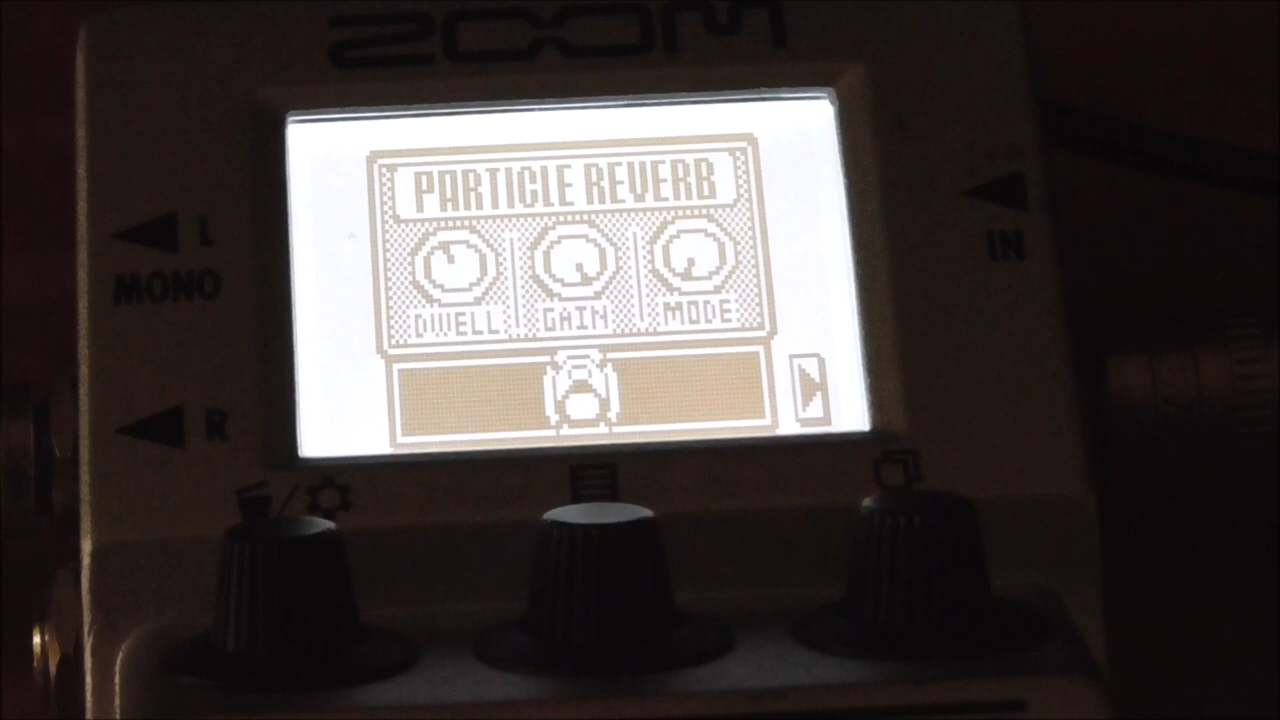 ZOOM
PARTICLE REVERB
L
IN
MONO
DWELL GAIN MODE
R